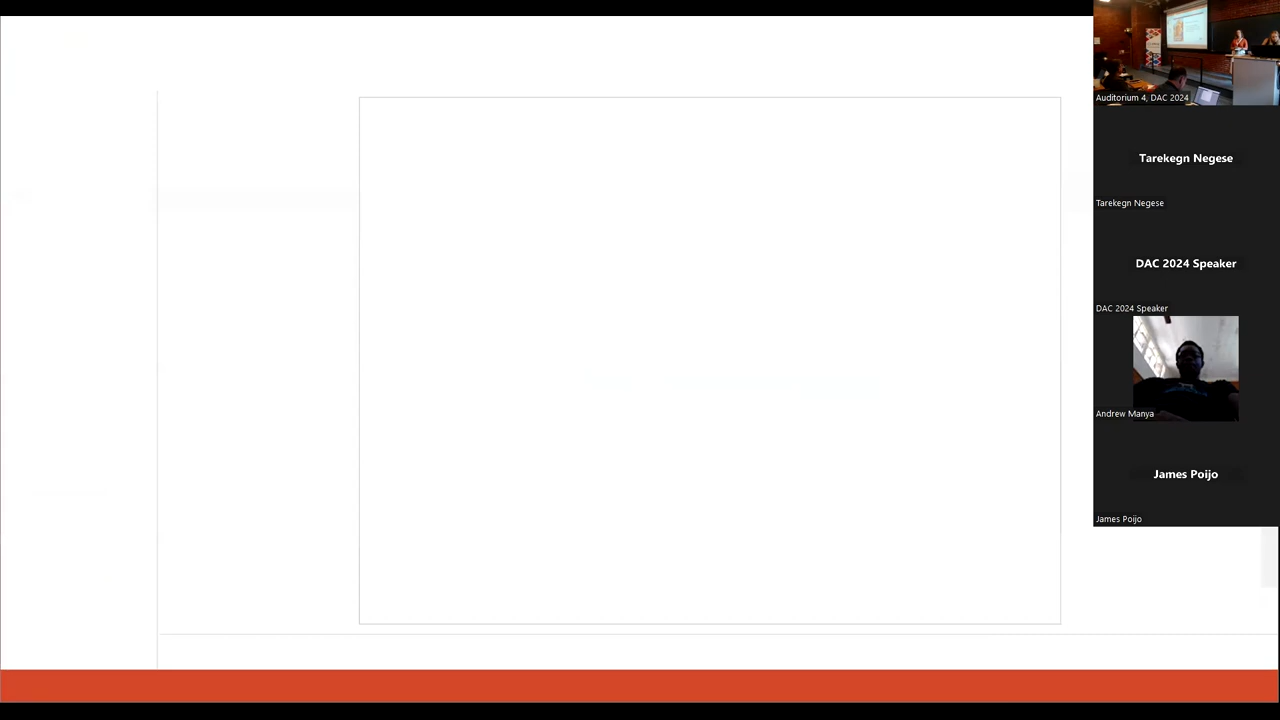 Auditorium 4, DAC 2024
Tarekegn Negese
Tarekegn Negese
DAC 2024 Speaker
DAC 2024 Speaker
Andrew Manya
James Poijo
James Poijo